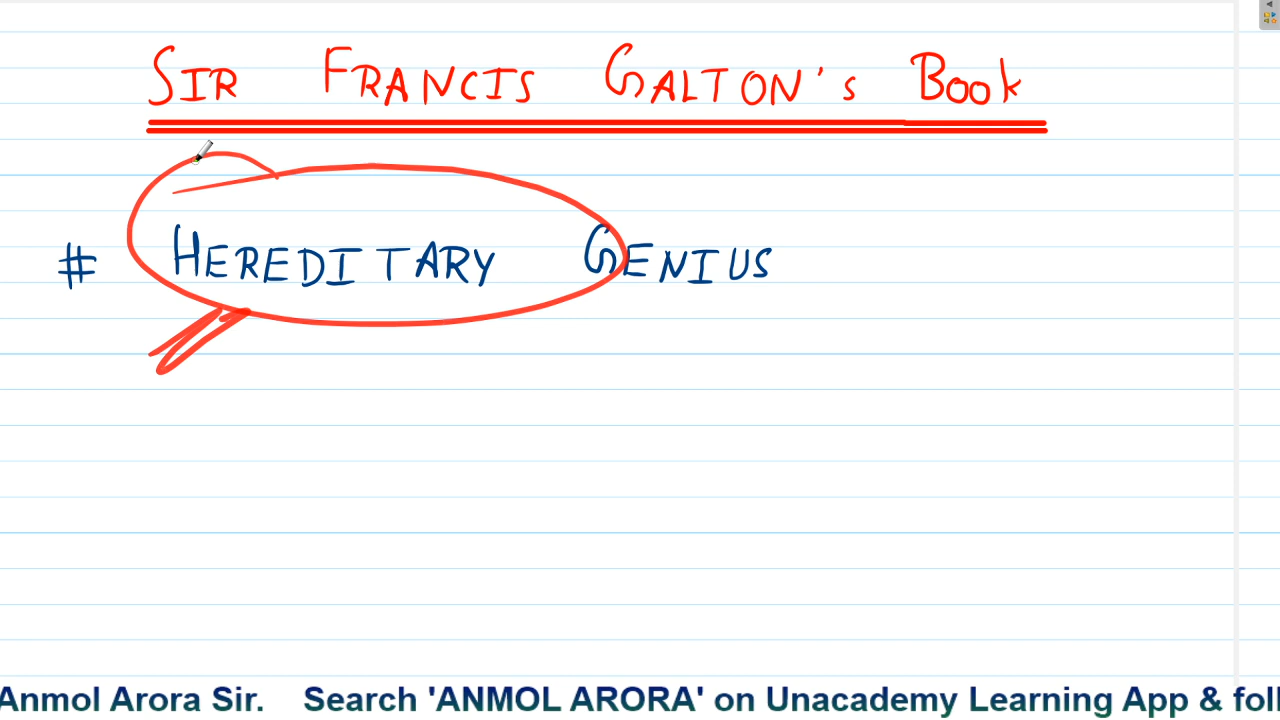 SIR FRANCIS GALTON's BOOK
# HEREDITARY GENIUS
Anmol Arora Sir. Search 'ANMOL ARORA' on Unacademy Learning App & foll